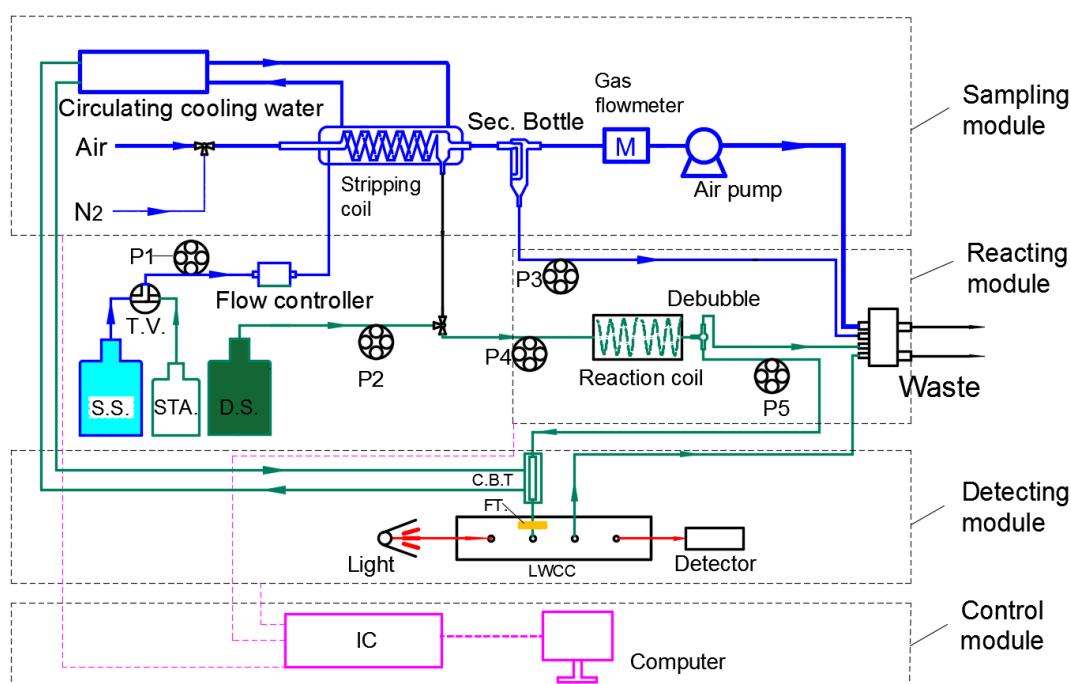 Circulating cooling water
Air
N2
Stripping
coil
Sec. Bottle
Gas
flowmeter
M
Air pump
Sampling
module
P1
Flow controller
T.V.
S.S.
STA.
D.S.
P2
P3
P4
Debubble
Reaction coil
P5
Reacting
module
Waste
C.B.T
FT.
Light
LWCC
Detector
Detecting
module
IC
Computer
Control
module